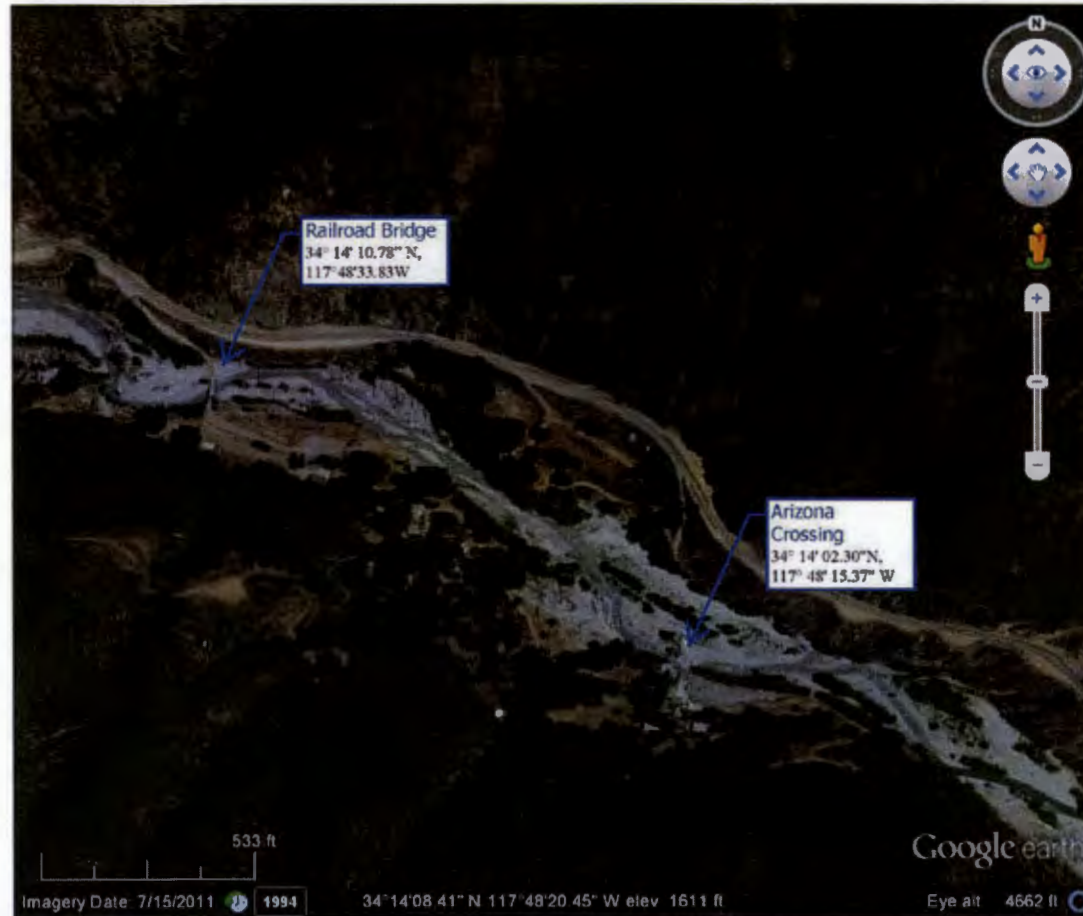 N
Railroad Bridge
34° 14' 10.78" N,
117°48'33.83W
Arizona
Crossing
34° 14' 02.30"N,
117° 48' 15.37" W
533 ft
Google earth
Imagery Date: 7/15/2011 1994 34°14'08 41" N 117°48'20 45" W elev 1611 ft Eye alt 4662 ft